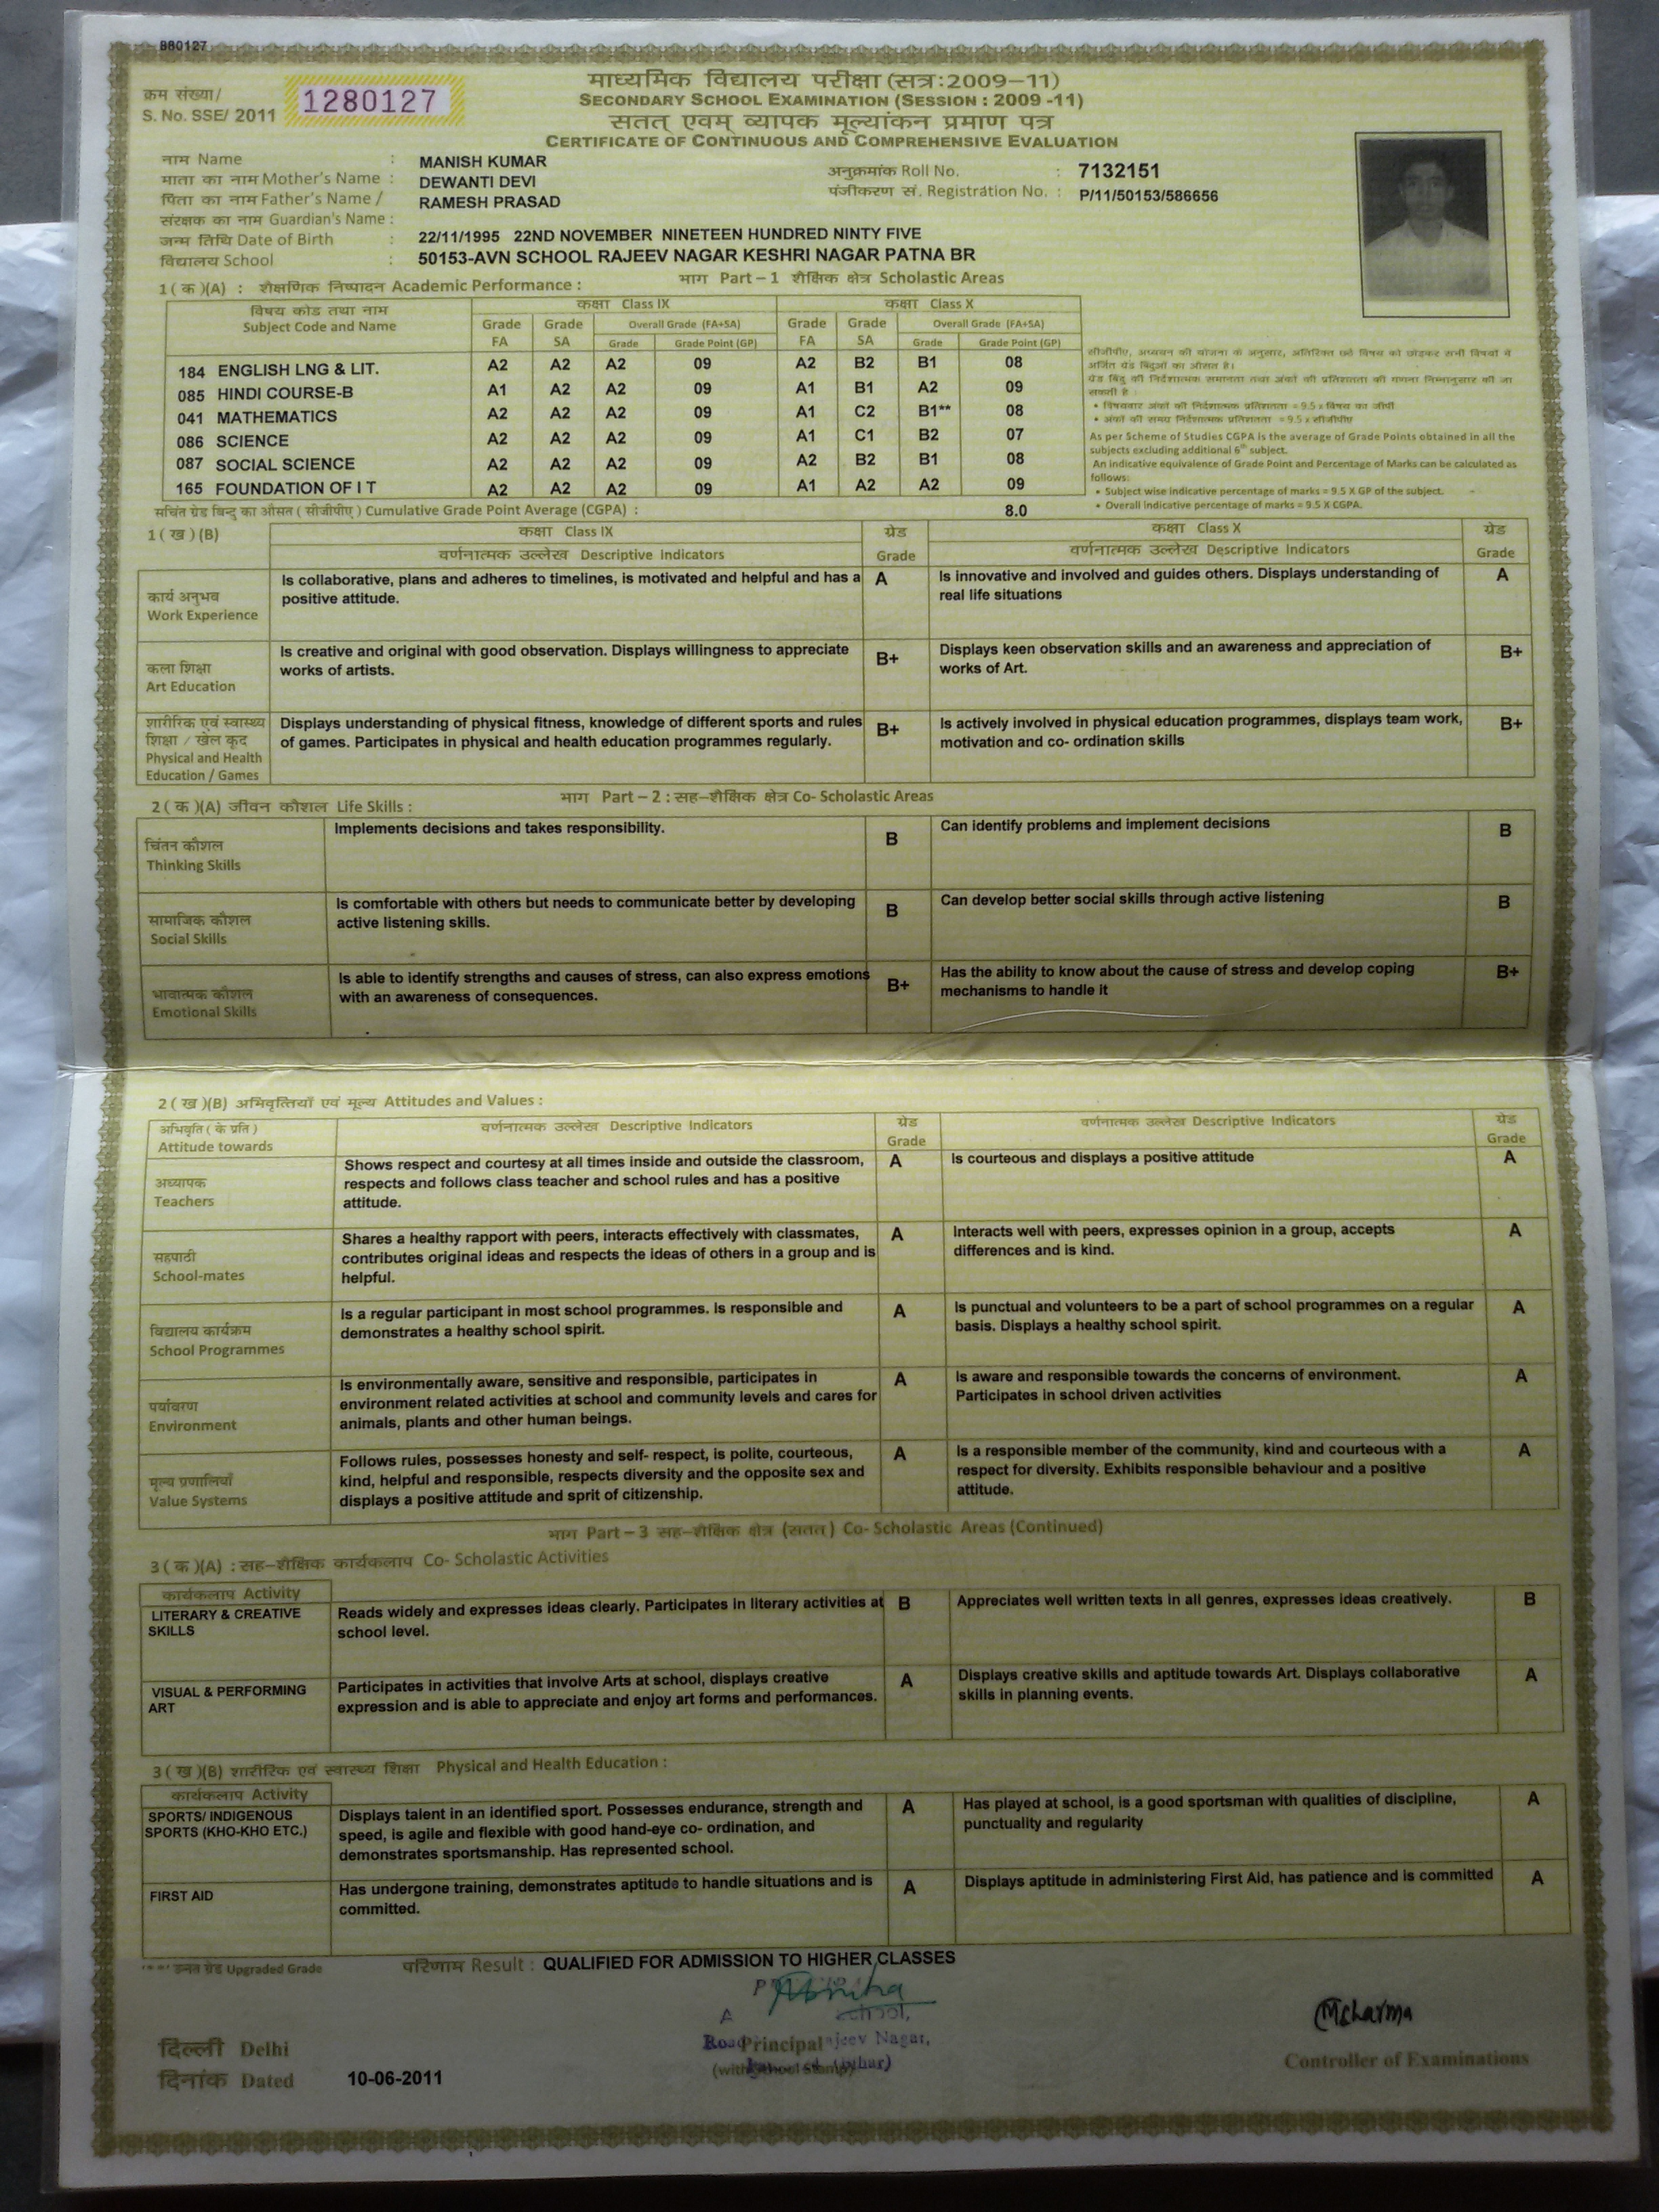 880127
क्रम संख्या/
S. No. SSE/ 2011 1280127
माध्यमिक विद्यालय परीक्षा (सत्र:2009–11)
SECONDARY SCHOOL EXAMINATION (SESSION : 2009 -11)
सतत् एवम् व्यापक मूल्यांकन प्रमाण पत्र
CERTIFICATE OF CONTINUOUS AND COMPREHENSIVE EVALUATION
नाम Name : MANISH KUMAR अनुक्रमांक Roll No. : 7132151
माता का नाम Mother's Name : DEWANTI DEVI पंजीकरण सं. Registration No. : P/11/50153/586656
पिता का नाम Father's Name / RAMESH PRASAD
संरक्षक का नाम Guardian's Name :
जन्म तिथि Date of Birth : 22/11/1995 22ND NOVEMBER NINETEEN HUNDRED NINTY FIVE
विद्यालय School : 50153-AVN SCHOOL RAJEEV NAGAR KESHRI NAGAR PATNA BR
भाग Part – 1 शैक्षिक क्षेत्र Scholastic Areas
1 ( क )(A) : शैक्षणिक निष्पादन Academic Performance :
विषय कोड तथा नाम कक्षा Class IX कक्षा Class X
Subject Code and Name Grade Grade Overall Grade (FA+SA) Grade Grade Overall Grade (FA+SA)
FA SA Grade Grade Point (GP) FA SA Grade Grade Point (GP)
184 ENGLISH LNG & LIT. A2 A2 A2 09 A2 B2 B1 08
085 HINDI COURSE-B A1 A2 A2 09 A1 B1 A2 09
041 MATHEMATICS A2 A2 A2 09 A1 C2 B1** 08
086 SCIENCE A2 A2 A2 09 A1 C1 B2 07
087 SOCIAL SCIENCE A2 A2 A2 09 A2 B2 B1 08
165 FOUNDATION OF I T A2 A2 A2 09 A1 A2 A2 09
सीजीपीए, अध्ययन की योजना के अनुसार, अतिरिक्त छठे विषय को छोड़कर सभी विषयों में
अर्जित ग्रेड बिंदुओं का औसत है।
ग्रेड बिंदु की निर्देशात्मक समानता तथा अंकों की प्रतिशतता की गणना निम्नानुसार की जा
सकती है :
• विषयवार अंकों की निर्देशात्मक प्रतिशतता = 9.5 x विषय का जीपी
• अंकों की समग्र निर्देशात्मक प्रतिशतता = 9.5 x सीजीपीए
As per Scheme of Studies CGPA is the average of Grade Points obtained in all the
subjects excluding additional 6th subject.
An indicative equivalence of Grade Point and Percentage of Marks can be calculated as
follows:
• Subject wise indicative percentage of marks = 9.5 X GP of the subject.
• Overall indicative percentage of marks = 9.5 X CGPA.
सचित ग्रेड बिन्दु का औसत ( सीजीपीए ) Cumulative Grade Point Average (CGPA) : 8.0
1 ( ख ) (B) कक्षा Class IX ग्रेड कक्षा Class X ग्रेड
वर्णनात्मक उल्लेख Descriptive Indicators Grade वर्णनात्मक उल्लेख Descriptive Indicators Grade
कार्य अनुभव
Work Experience
Is collaborative, plans and adheres to timelines, is motivated and helpful and has a
positive attitude.
A
Is innovative and involved and guides others. Displays understanding of
real life situations
A
कला शिक्षा
Art Education
Is creative and original with good observation. Displays willingness to appreciate
works of artists.
B+
Displays keen observation skills and an awareness and appreciation of
works of Art.
B+
शारीरिक एवं स्वास्थ्य
शिक्षा / खेल कूद
Physical and Health
Education / Games
Displays understanding of physical fitness, knowledge of different sports and rules
of games. Participates in physical and health education programmes regularly.
B+
Is actively involved in physical education programmes, displays team work,
motivation and co- ordination skills
B+
भाग Part – 2 : सह–शैक्षिक क्षेत्र Co- Scholastic Areas
2 ( क )(A) जीवन कौशल Life Skills :
चिंतन कौशल
Thinking Skills
Implements decisions and takes responsibility.
B
Can identify problems and implement decisions
B
सामाजिक कौशल
Social Skills
Is comfortable with others but needs to communicate better by developing
active listening skills.
B
Can develop better social skills through active listening
B
भावात्मक कौशल
Emotional Skills
Is able to identify strengths and causes of stress, can also express emotions
with an awareness of consequences.
B+
Has the ability to know about the cause of stress and develop coping
mechanisms to handle it
B+
2 ( ख )(B) अभिवृत्तियाँ एवं मूल्य Attitudes and Values :
अभिवृति ( के प्रति ) वर्णनात्मक उल्लेख Descriptive Indicators ग्रेड वर्णनात्मक उल्लेख Descriptive Indicators ग्रेड
Attitude towards Grade Grade
अध्यापक
Teachers
Shows respect and courtesy at all times inside and outside the classroom,
respects and follows class teacher and school rules and has a positive
attitude.
A
Is courteous and displays a positive attitude
A
सहपाठी
School-mates
Shares a healthy rapport with peers, interacts effectively with classmates,
contributes original ideas and respects the ideas of others in a group and is
helpful.
A
Interacts well with peers, expresses opinion in a group, accepts
differences and is kind.
A
विद्यालय कार्यक्रम
School Programmes
Is a regular participant in most school programmes. Is responsible and
demonstrates a healthy school spirit.
A
Is punctual and volunteers to be a part of school programmes on a regular
basis. Displays a healthy school spirit.
A
पर्यावरण
Environment
Is environmentally aware, sensitive and responsible, participates in
environment related activities at school and community levels and cares for
animals, plants and other human beings.
A
Is aware and responsible towards the concerns of environment.
Participates in school driven activities
A
मूल्य प्रणालियाँ
Value Systems
Follows rules, possesses honesty and self- respect, is polite, courteous,
kind, helpful and responsible, respects diversity and the opposite sex and
displays a positive attitude and sprit of citizenship.
A
Is a responsible member of the community, kind and courteous with a
respect for diversity. Exhibits responsible behaviour and a positive
attitude.
A
भाग Part – 3 सह–शैक्षिक क्षेत्र (सतत ) Co- Scholastic Areas (Continued)
3 ( क )(A) : सह–शैक्षिक कार्यकलाप Co- Scholastic Activities
कार्यकलाप Activity
LITERARY & CREATIVE
SKILLS
Reads widely and expresses ideas clearly. Participates in literary activities at
school level.
B
Appreciates well written texts in all genres, expresses ideas creatively.
B
VISUAL & PERFORMING
ART
Participates in activities that involve Arts at school, displays creative
expression and is able to appreciate and enjoy art forms and performances.
A
Displays creative skills and aptitude towards Art. Displays collaborative
skills in planning events.
A
3 ( ख )(B) शारीरिक एवं स्वास्थ्य शिक्षा Physical and Health Education :
कार्यकलाप Activity
SPORTS/ INDIGENOUS
SPORTS (KHO-KHO ETC.)
Displays talent in an identified sport. Possesses endurance, strength and
speed, is agile and flexible with good hand-eye co- ordination, and
demonstrates sportsmanship. Has represented school.
A
Has played at school, is a good sportsman with qualities of discipline,
punctuality and regularity
A
FIRST AID
Has undergone training, demonstrates aptitude to handle situations and is
committed.
A
Displays aptitude in administering First Aid, has patience and is committed
A
'**' उन्नत ग्रेड Upgraded Grade परिणाम Result : QUALIFIED FOR ADMISSION TO HIGHER CLASSES
दिल्ली Delhi
दिनांक Dated 10-06-2011
Principal
(with School Stamp)
Nagar,
MSharma
Controller of Examinations